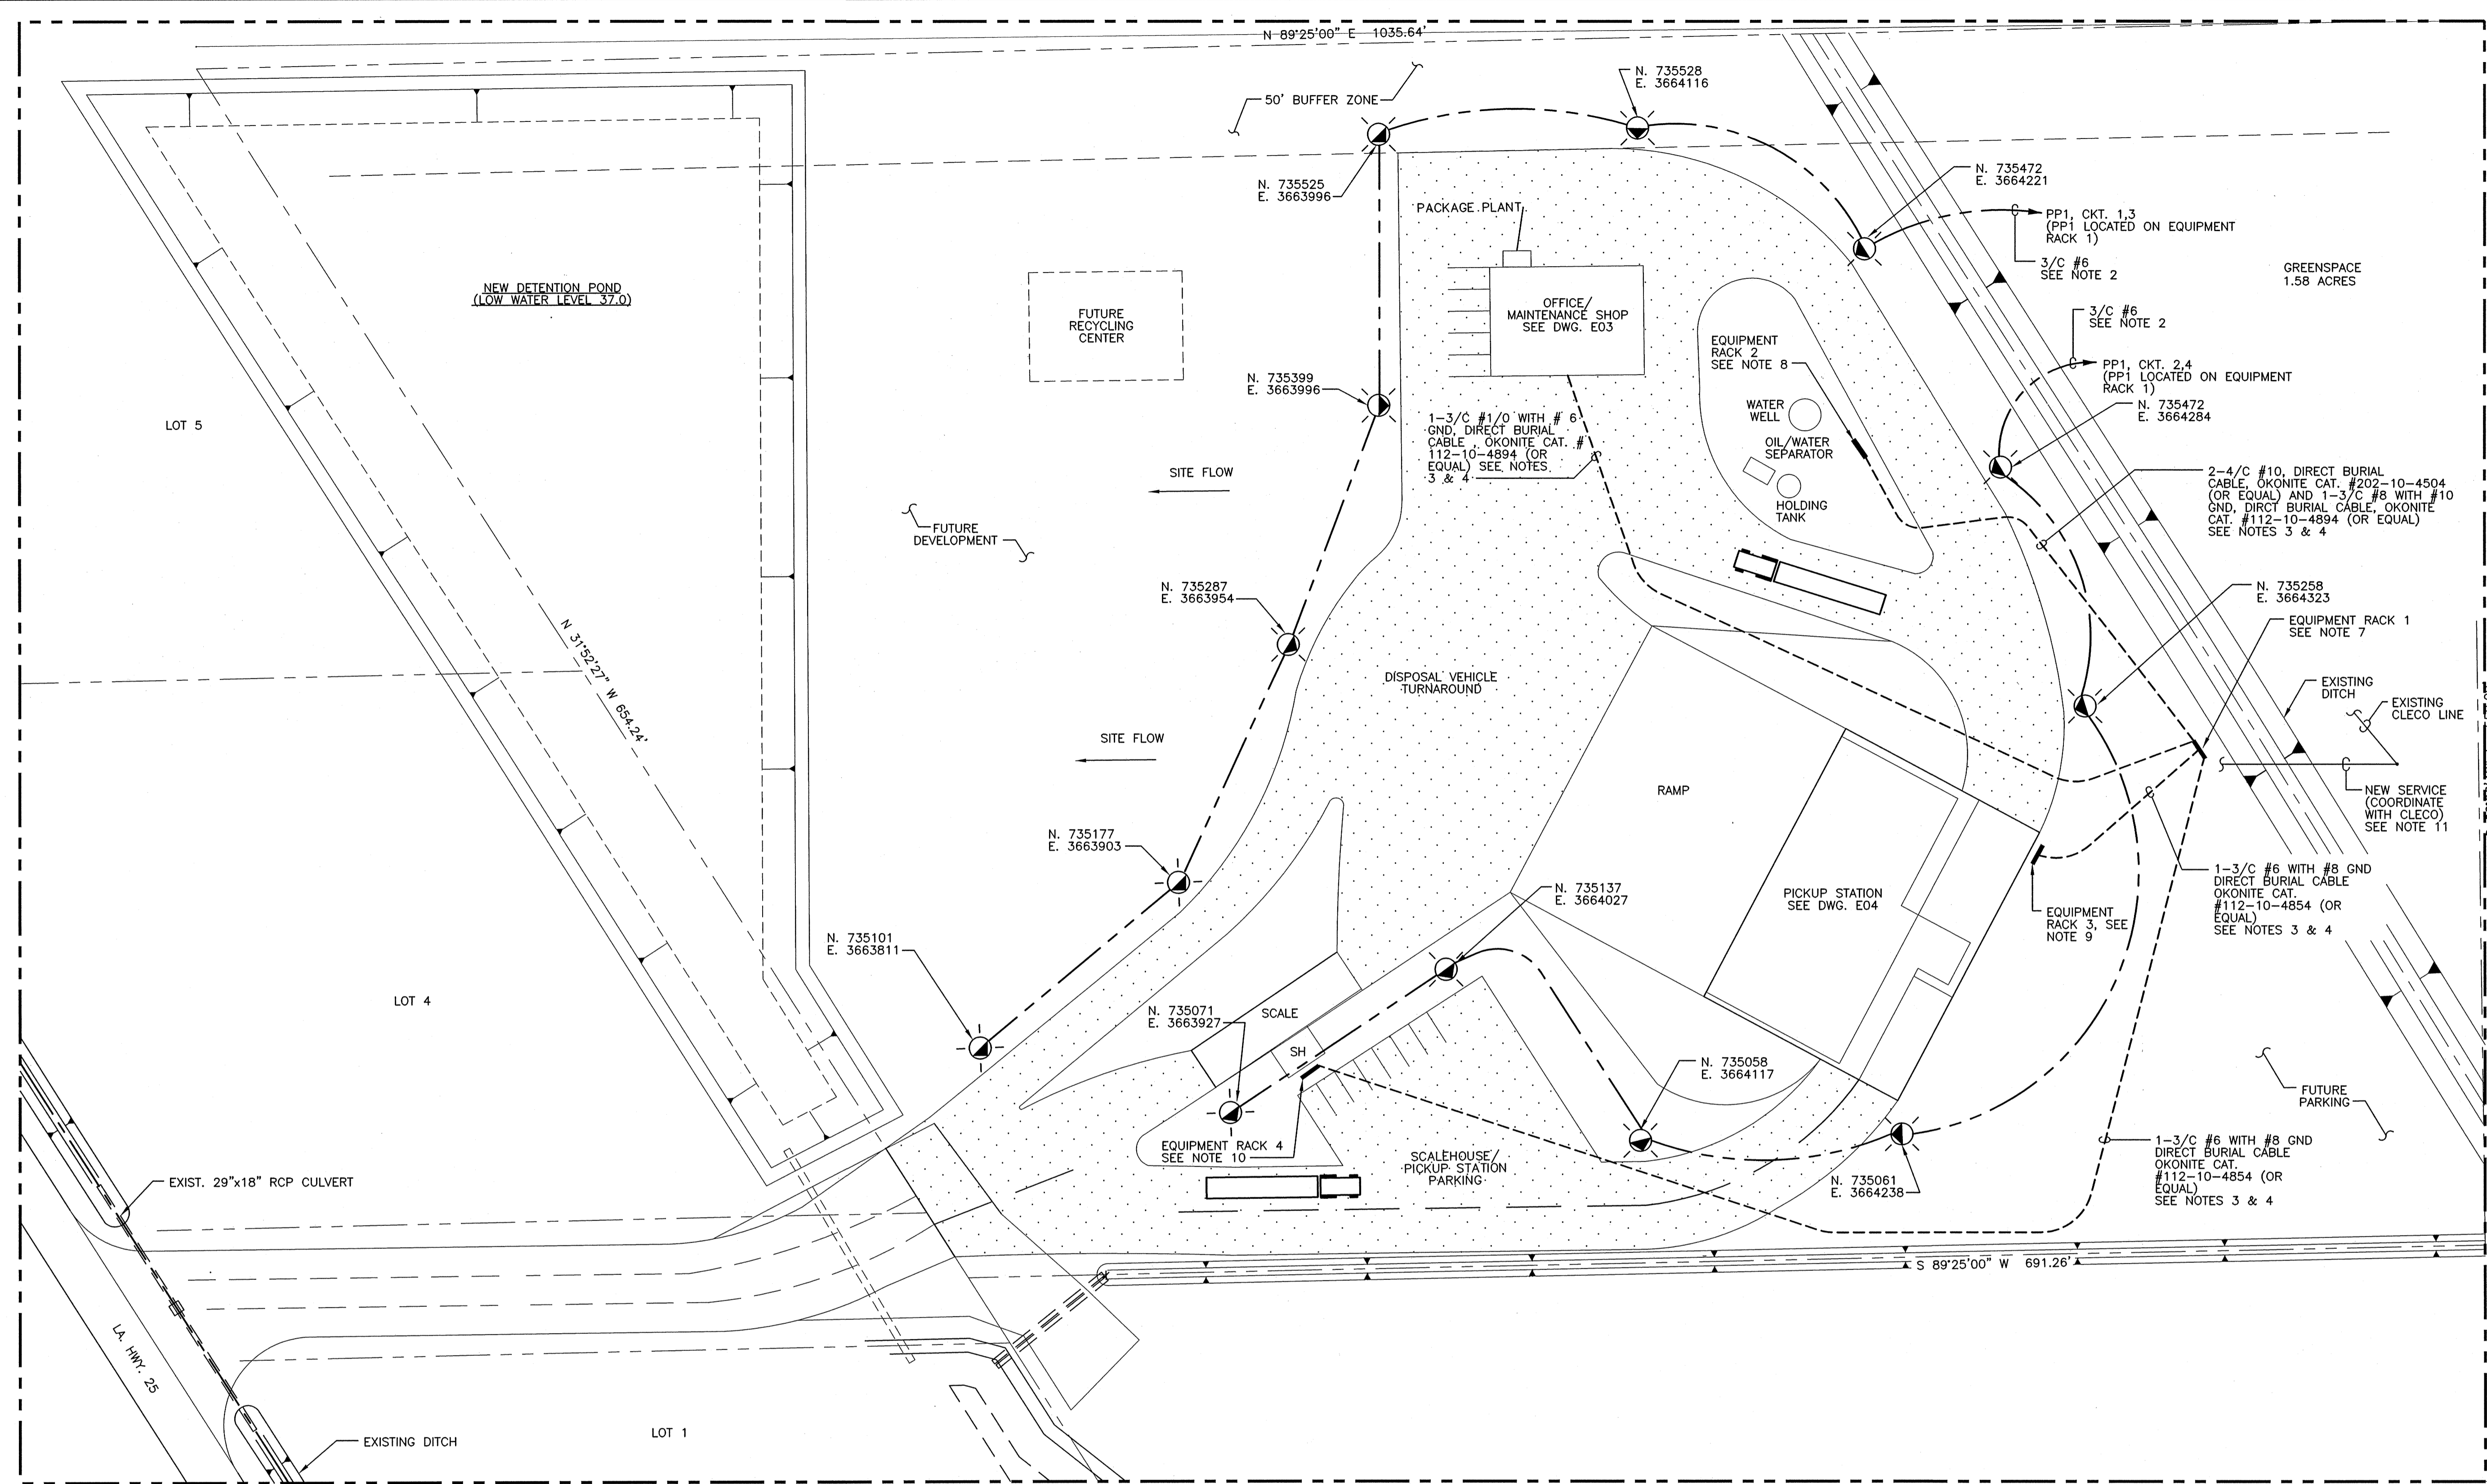 N 89°25'00" E 1035.64'
50' BUFFER ZONE
N. 735528
E. 3664116
N. 735525
E. 3663996
N. 735472
E. 3664221
PACKAGE PLANT
PP1, CKT. 1,3
(PP1 LOCATED ON EQUIPMENT
RACK 1)
3/C #6
SEE NOTE 2
GREENSPACE
1.58 ACRES
NEW DETENTION POND
(LOW WATER LEVEL 37.0)
FUTURE
RECYCLING
CENTER
OFFICE/
MAINTENANCE SHOP
SEE DWG. E03
3/C #6
SEE NOTE 2
EQUIPMENT
RACK 2
SEE NOTE 8
PP1, CKT. 2,4
(PP1 LOCATED ON EQUIPMENT
RACK 1)
N. 735399
E. 3663996
N. 735472
E. 3664284
WATER
WELL
LOT 5
1-3/C #1/0 WITH # 6
GND, DIRECT BURIAL
CABLE , OKONITE CAT. #
112-10-4894 (OR
EQUAL) SEE NOTES
3 & 4
OIL/WATER
SEPARATOR
SITE FLOW
2-4/C #10, DIRECT BURIAL
CABLE, OKONITE CAT. #202-10-4504
(OR EQUAL) AND 1-3/C #8 WITH #10
GND, DIRCT BURIAL CABLE, OKONITE
CAT. #112-10-4894 (OR EQUAL)
SEE NOTES 3 & 4
HOLDING
TANK
FUTURE
DEVELOPMENT
N. 735287
E. 3663954
N. 735258
E. 3664323
EQUIPMENT RACK 1
SEE NOTE 7
N 31°52'27" W 654.24'
DISPOSAL VEHICLE
TURNAROUND
EXISTING
DITCH
EXISTING
CLECO LINE
SITE FLOW
RAMP
NEW SERVICE
(COORDINATE
WITH CLECO)
SEE NOTE 11
N. 735177
E. 3663903
1-3/C #6 WITH #8 GND
DIRECT BURIAL CABLE
OKONITE CAT.
#112-10-4854 (OR
EQUAL)
SEE NOTES 3 & 4
N. 735137
E. 3664027
PICKUP STATION
SEE DWG. E04
EQUIPMENT
RACK 3, SEE
NOTE 9
N. 735101
E. 3663811
LOT 4
N. 735071
E. 3663927
SCALE
SH
N. 735058
E. 3664117
FUTURE
PARKING
EQUIPMENT RACK 4
SEE NOTE 10
SCALEHOUSE/
PICKUP STATION
PARKING
1-3/C #6 WITH #8 GND
DIRECT BURIAL CABLE
OKONITE CAT.
#112-10-4854 (OR
EQUAL)
SEE NOTES 3 & 4
EXIST. 29"x18" RCP CULVERT
N. 735061
E. 3664238
S 89°25'00" W 691.26'
LA. HWY. 25
LOT 1
EXISTING DITCH